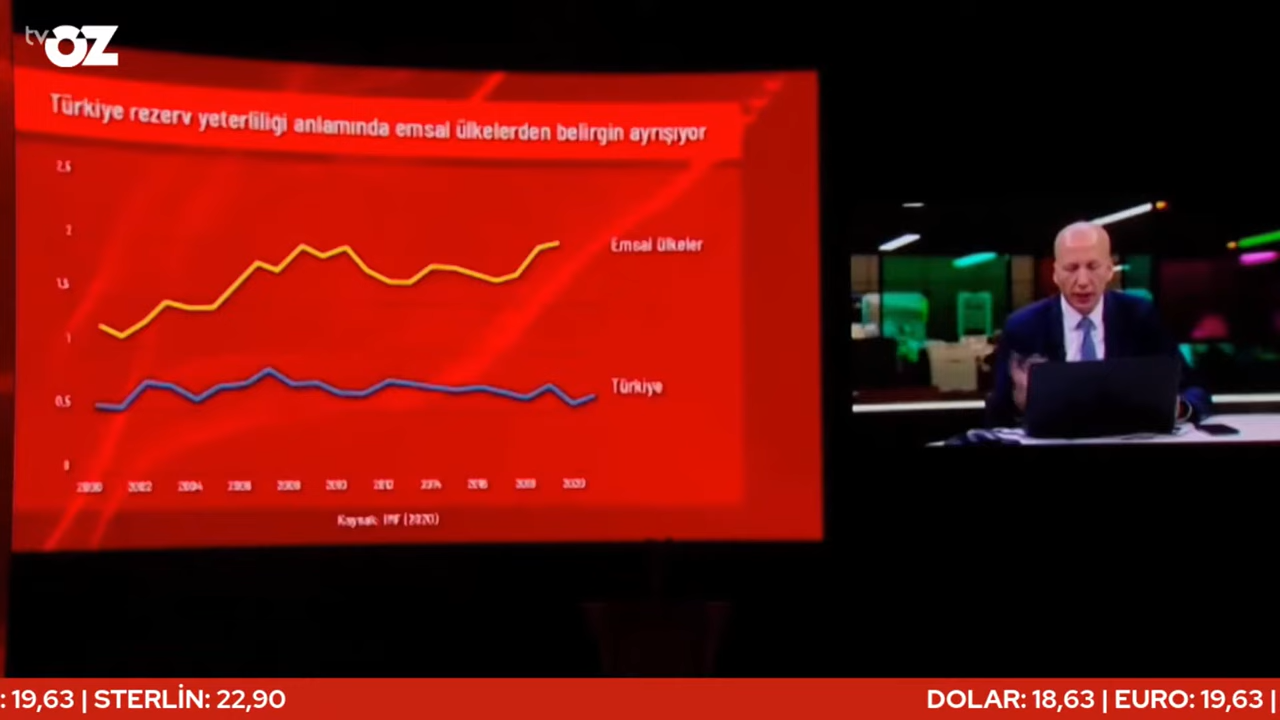 tv ÖZ
Türkiye rezerv yeterliliği anlamında emsal ülkelerden belirgin ayrışıyor
2.5
2
1.5
1
0.5
0
Emsal Ülkeler
Türkiye
2000 2002 2004 2006 2008 2010 2012 2014 2016 2018 2020
Kaynak: IMF (2020)
: 19,63 | STERLİN: 22,90
DOLAR: 18,63 | EURO: 19,63 |